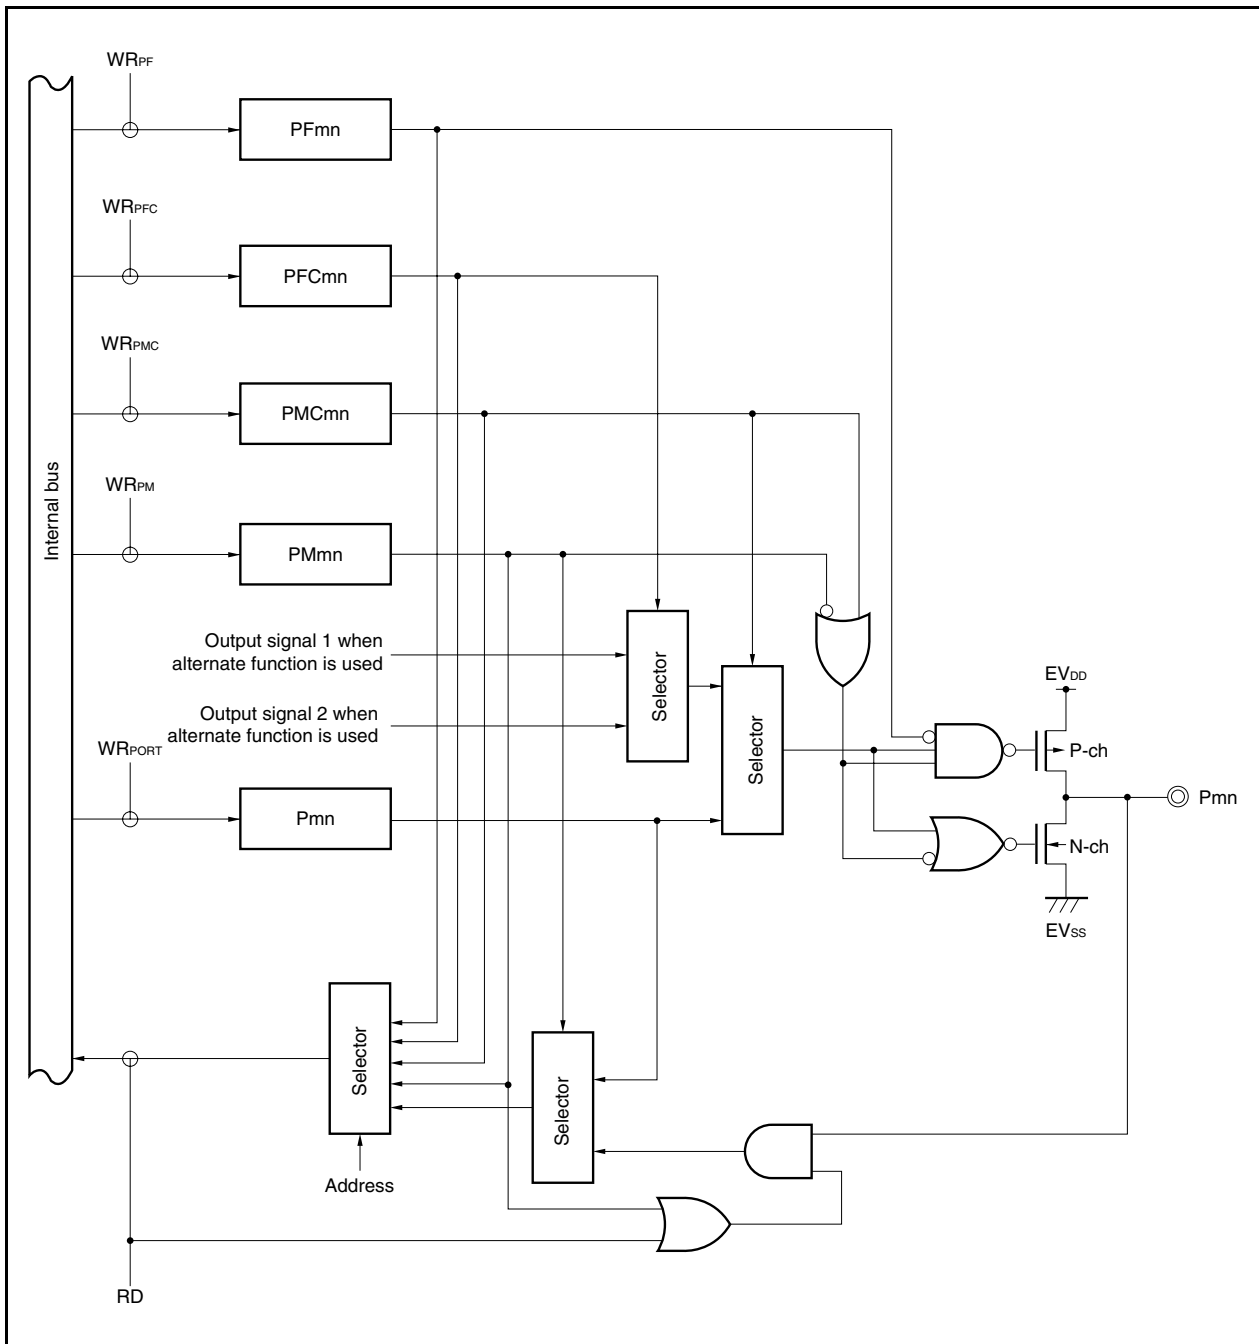 WRPF
PFmn
WRPFC
PFCmn
WRPMC
PMCmn
Internal bus
WRPM
PMmn
Output signal 1 when
alternate function is used
Selector
Output signal 2 when
alternate function is used
Selector
EVDD
P-ch
WRPORT
Pmn
Pmn
N-ch
EVSS
Selector
Selector
Address
RD